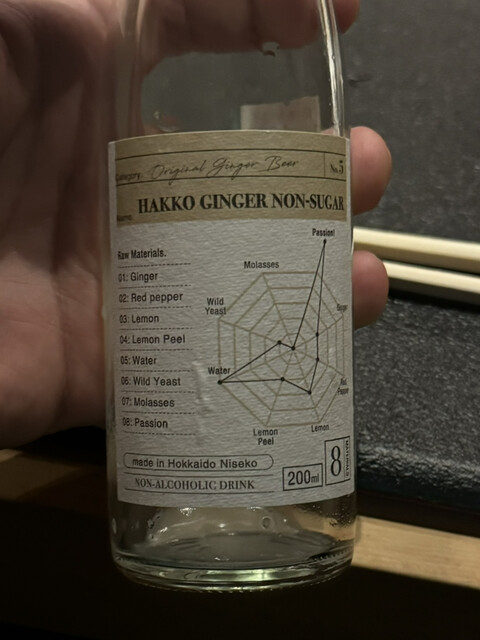 Category. Original Ginger Beer
No.5
Name. HAKKO GINGER NON-SUGAR
Raw Materials.
01: Ginger
02: Red pepper
03: Lemon
04: Lemon Peel
05: Water
06: Wild Yeast
07: Molasses
08: Passion
Passion!
Molasses
Ginger
Wild
Yeast
Water
Red
Pepper
Lemon
Peel
Lemon
made in Hokkaido Niseko
NON-ALCOHOLIC DRINK
200ml
8